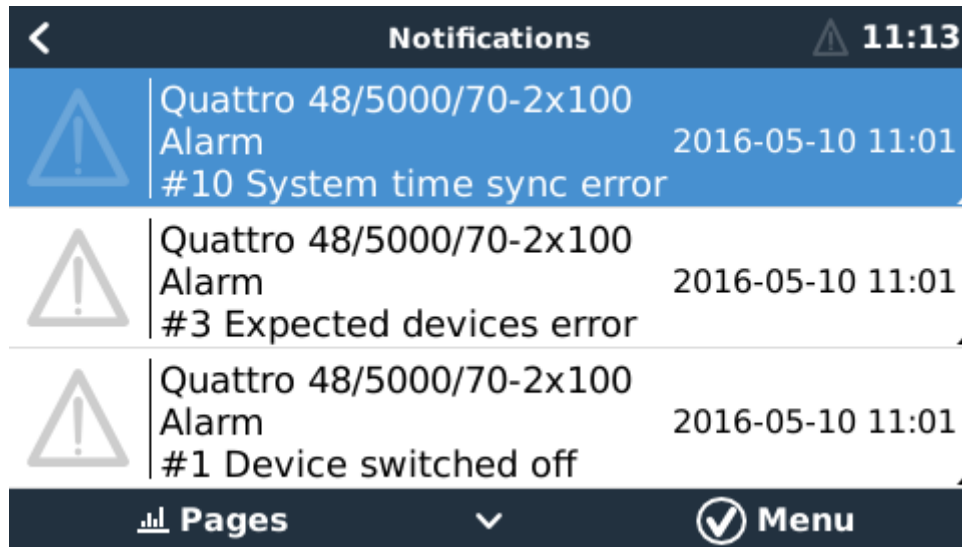 Notifications
11:13
Quattro 48/5000/70-2x100
Alarm
2016-05-10 11:01
#10 System time sync error
Quattro 48/5000/70-2x100
Alarm
2016-05-10 11:01
#3 Expected devices error
Quattro 48/5000/70-2x100
Alarm
2016-05-10 11:01
#1 Device switched off
Pages
Menu